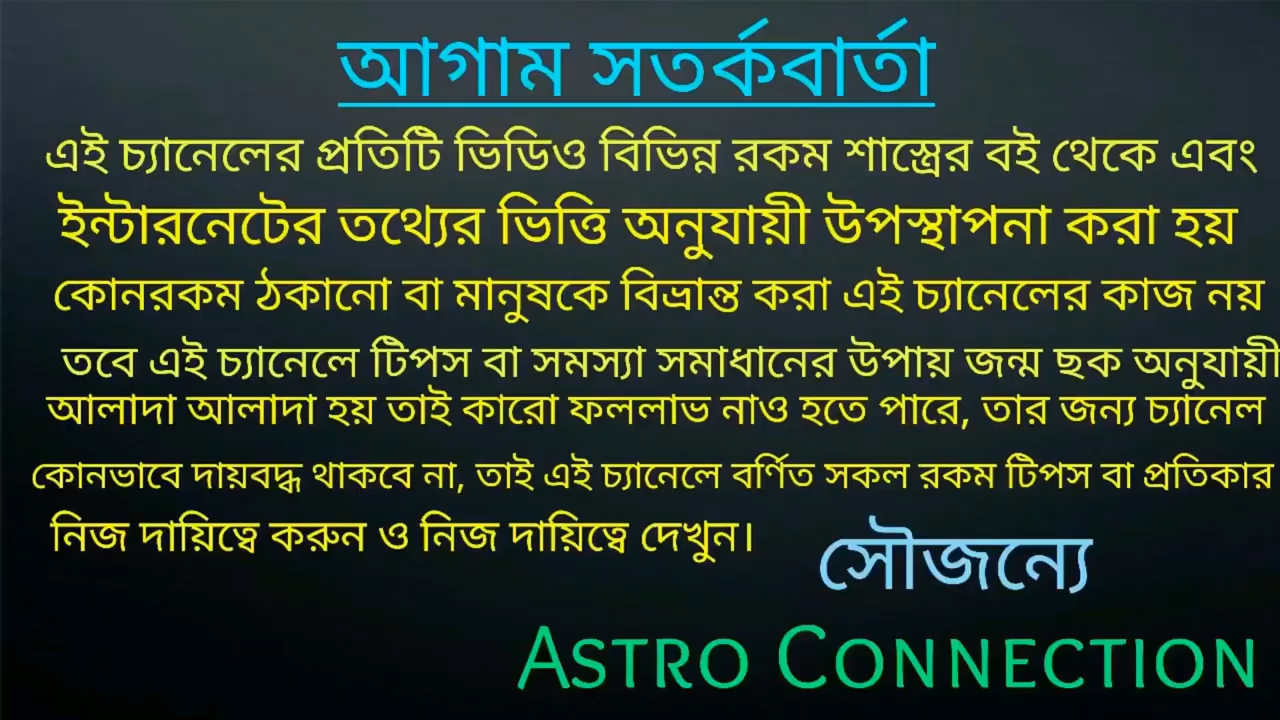 আগাম সতর্কবার্তা
এই চ্যানেলের প্রতিটি ভিডিও বিভিন্ন রকম শাস্ত্রের বই থেকে এবং
ইন্টারনেটের তথ্যের ভিত্তি অনুযায়ী উপস্থাপনা করা হয়
কোনরকম ঠকানো বা মানুষকে বিভ্রান্ত করা এই চ্যানেলের কাজ নয়
তবে এই চ্যানেলে টিপস বা সমস্যা সমাধানের উপায় জন্ম ছক অনুযায়ী
আলাদা আলাদা হয় তাই কারো ফললাভ নাও হতে পারে, তার জন্য চ্যানেল
কোনভাবে দায়বদ্ধ থাকবে না, তাই এই চ্যানেলে বর্ণিত সকল রকম টিপস বা প্রতিকার
নিজ দায়িত্বে করুন ও নিজ দায়িত্বে দেখুন।
সৌজন্যে
ASTRO CONNECTION